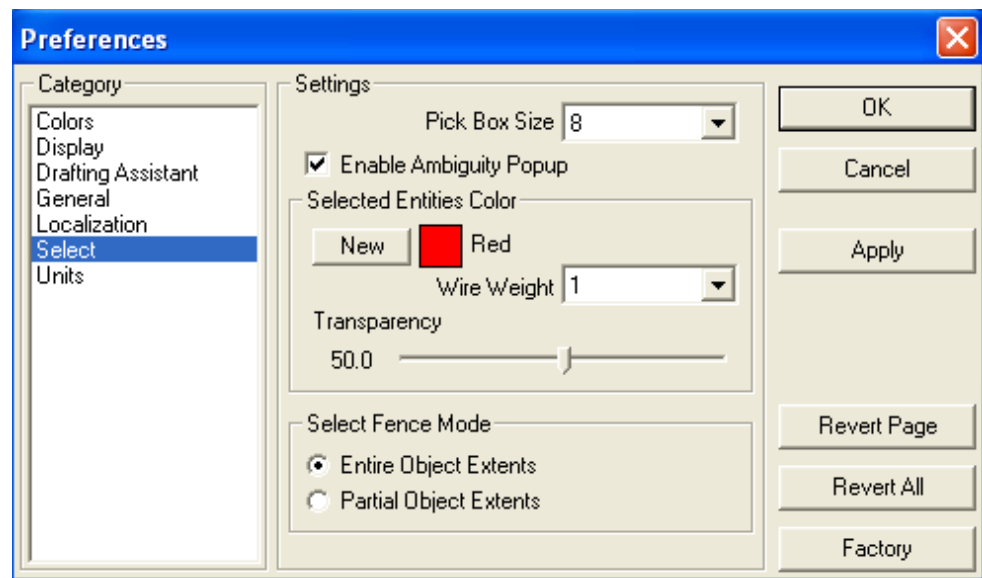 Preferences
Category
Colors
Display
Drafting Assistant
General
Localization
Select
Units
Settings
Pick Box Size 8
Enable Ambiguity Popup
Selected Entities Color
New Red
Wire Weight 1
Transparency
50.0
Select Fence Mode
Entire Object Extents
Partial Object Extents
OK
Cancel
Apply
Revert Page
Revert All
Factory